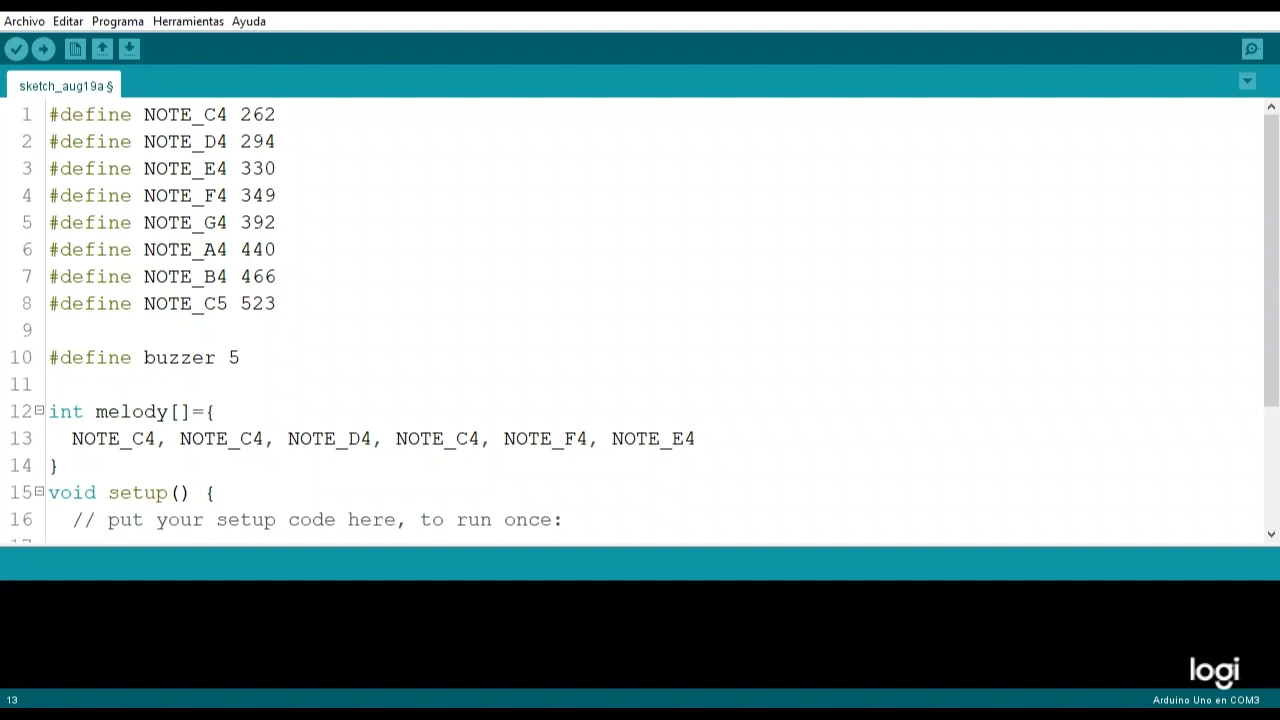 Archivo Editar Programa Herramientas Ayuda
sketch_aug19a §
1 #define NOTE_C4 262
2 #define NOTE_D4 294
3 #define NOTE_E4 330
4 #define NOTE_F4 349
5 #define NOTE_G4 392
6 #define NOTE_A4 440
7 #define NOTE_B4 466
8 #define NOTE_C5 523
9
10 #define buzzer 5
11
12 int melody[]={
13 NOTE_C4, NOTE_C4, NOTE_D4, NOTE_C4, NOTE_F4, NOTE_E4
14 }
15 void setup() {
16 // put your setup code here, to run once:
logi
13
Arduino Uno en COM3